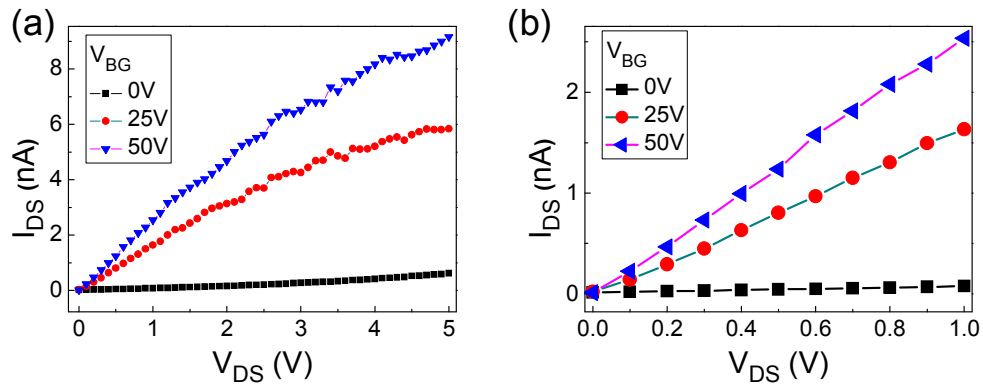 (a)
V_BG
0V
25V
50V
8
6
4
2
0
I_DS (nA)
0 1 2 3 4 5
V_DS (V)
(b)
V_BG
0V
25V
50V
2
1
0
I_DS (nA)
0.0 0.2 0.4 0.6 0.8 1.0
V_DS (V)